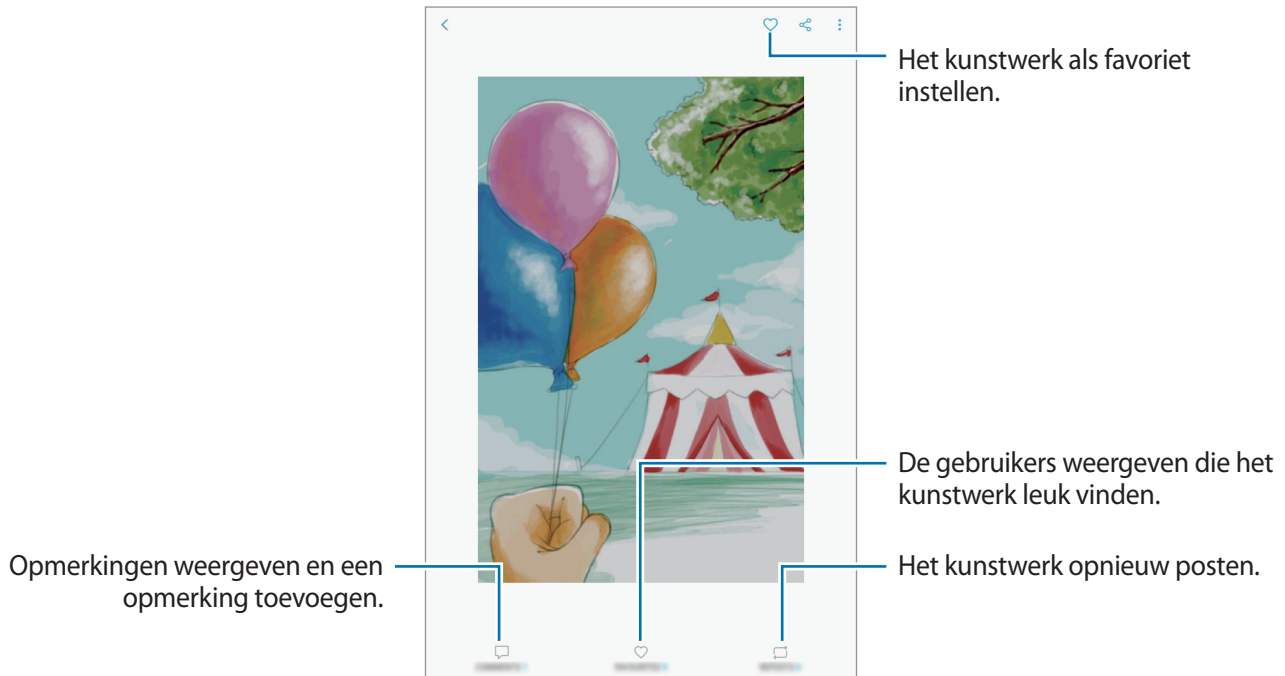 Het kunstwerk als favoriet
instellen.
De gebruikers weergeven die het
kunstwerk leuk vinden.
Opmerkingen weergeven en een
opmerking toevoegen.
Het kunstwerk opnieuw posten.